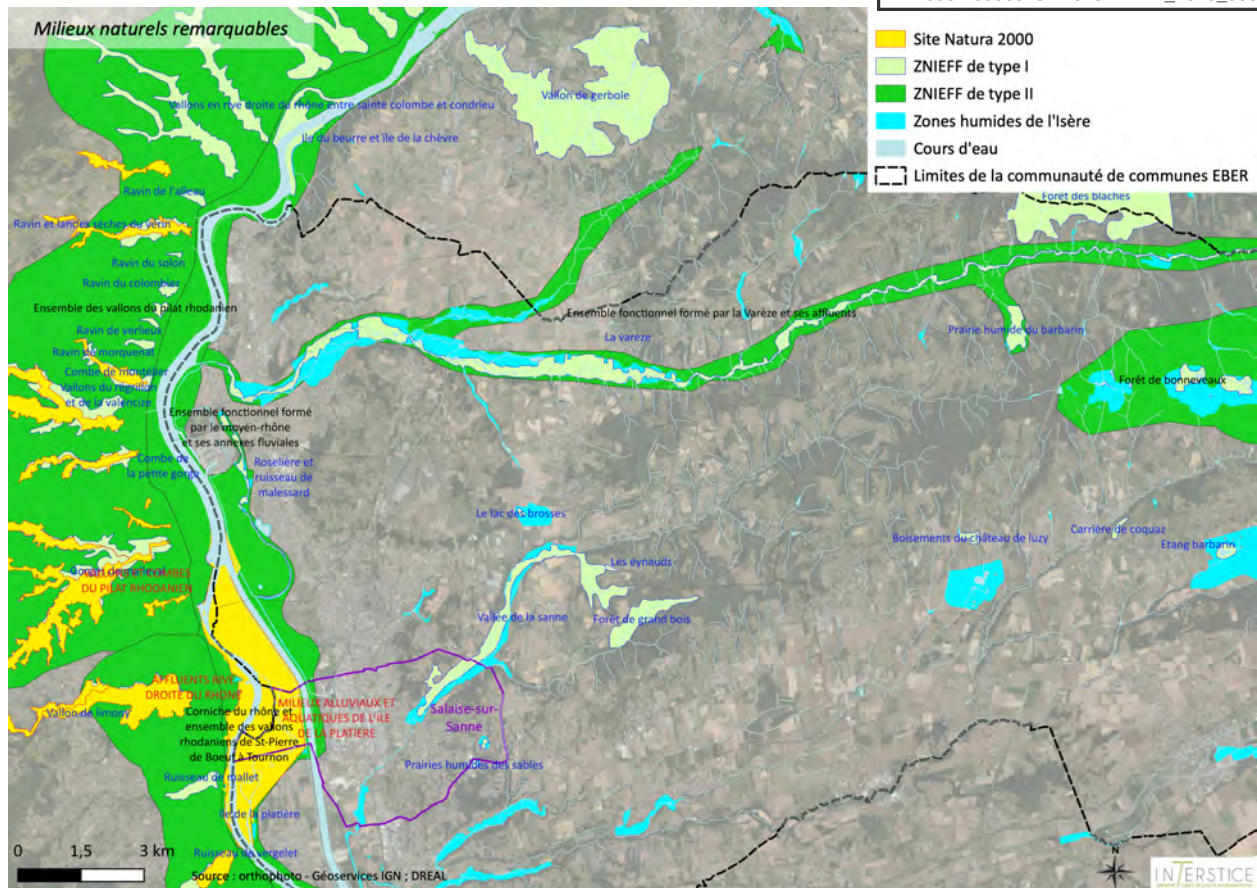 Milieux naturels remarquables
Site Natura 2000
ZNIEFF de type I
ZNIEFF de type II
Zones humides de l'Isère
Cours d'eau
Limites de la communauté de communes EBER
Vallon de gerbole
Vallons en rive droite du rhône entre sainte colombe et condrieu
Ile du beurre et île de la chèvre
Ravin de l'alleau
Forêt des blaches
Ravin et landes sèches du vérin
Ravin du solon
Ravin du colombier
Ensemble des vallons du pilat rhodanien
Ensemble fonctionnel formé par la Varèze et ses affluents
Ravin de verlieux
La varèze
Prairie humide du barbarin
Ravin de morquenat
Combe de montélier
Vallons du régrillon
et de la valencize
Forêt de bonneveaux
Ensemble fonctionnel formé
par le moyen-rhône
et ses annexes fluviales
Combe de
la petite gorge
Roselière et
ruisseau de
malessard
Le lac des brosses
Boisements du château de luzy
Carrière de coquaz
Etang barbarin
Les eynauds
DU PILAT RHODANIEN
Vallée de la sanne
Forêt de grand bois
AFFLUENTS RIVE
DROITE DU RHÔNE
Vallon de limony
MILIEUX ALLUVIAUX ET
AQUATIQUES DE L'ILE
DE LA PLATIERE
Corniche du rhône et
ensemble des vallons
rhodaniens de St-Pierre
de Boeuf à Tournon
Salaise-sur-
Sanne
Prairies humides des sables
Ruisseau de mallet
Ile de la platière
Ruisseau de vergelet
0 1,5 3 km
Source : orthophoto - Géoservices IGN ; DREAL
N
INTERSTICE